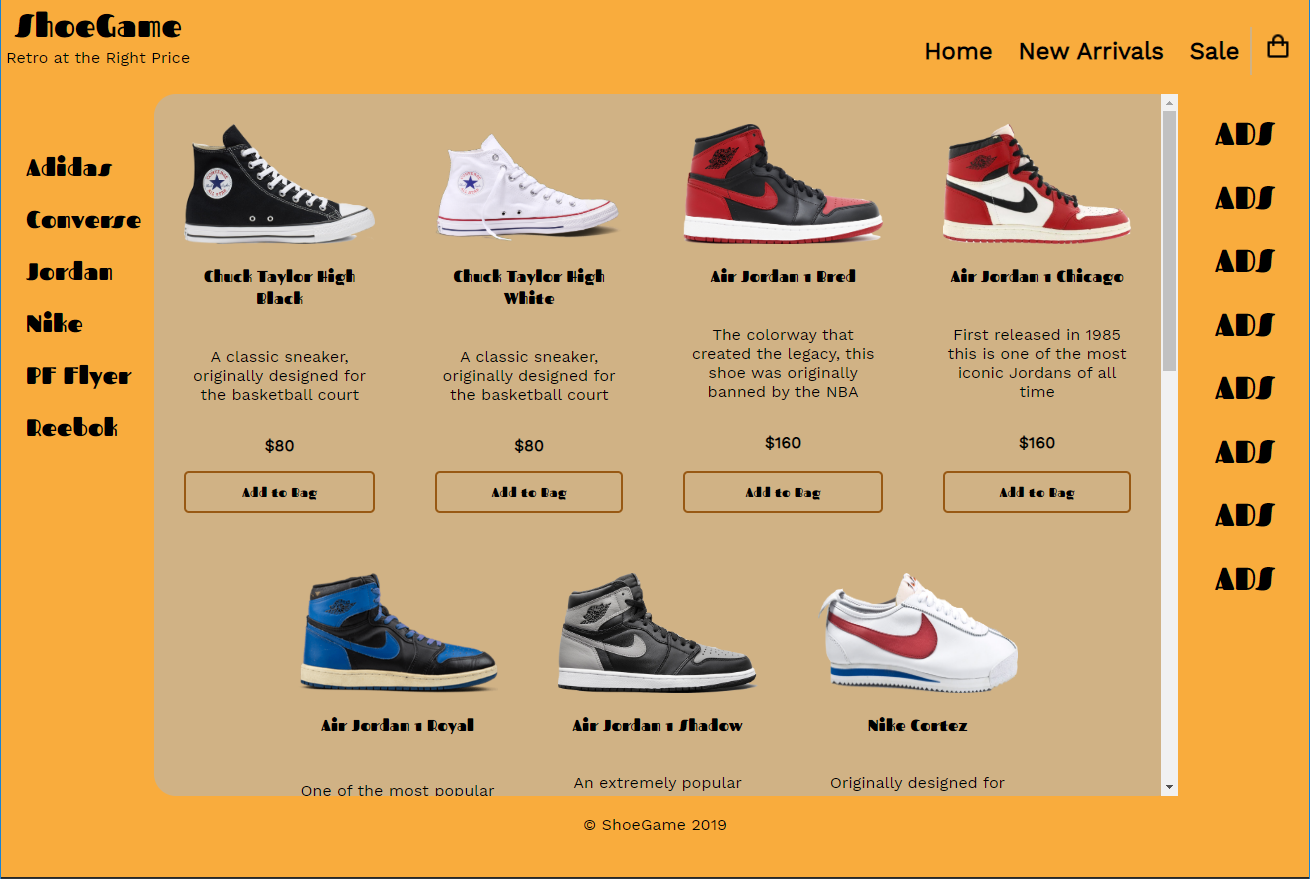 ShoeGame
Retro at the Right Price
Home New Arrivals Sale
Adidas
Converse
Jordan
Nike
PF Flyer
Reebok
Chuck Taylor High
Black
A classic sneaker,
originally designed for
the basketball court
$80
Add to Bag
Chuck Taylor High
White
A classic sneaker,
originally designed for
the basketball court
$80
Add to Bag
Air Jordan 1 Bred
The colorway that
created the legacy, this
shoe was originally
banned by the NBA
$160
Add to Bag
Air Jordan 1 Chicago
First released in 1985
this is one of the most
iconic Jordans of all
time
$160
Add to Bag
Air Jordan 1 Royal
One of the most popular
Air Jordan 1 Shadow
An extremely popular
Nike Cortez
Originally designed for
ADS
ADS
ADS
ADS
ADS
ADS
ADS
ADS
© ShoeGame 2019